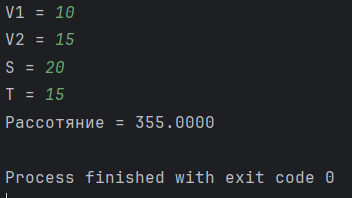 V1 = 10
V2 = 15
S = 20
T = 15
Рассотяние = 355.0000
Process finished with exit code 0